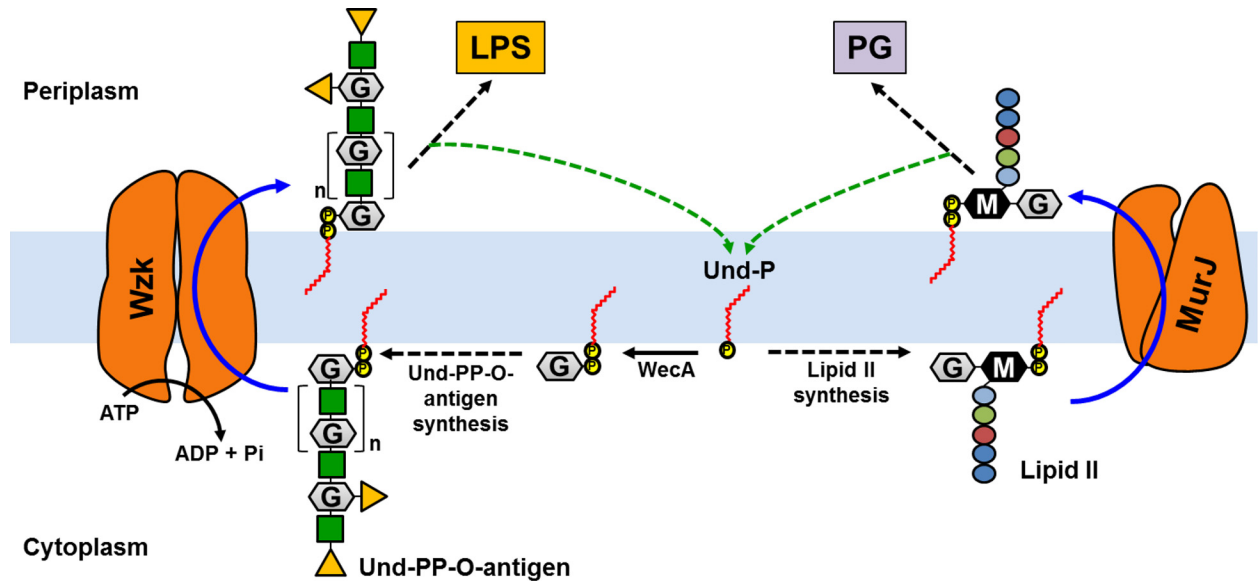 LPS
PG
Periplasm
G
G
G
n
G
P
P
M
G
P
P
Wzk
MurJ
Und-P
P
P
G
P
P
G
WecA
P
G
M
P
P
Und-PP-O-
antigen
synthesis
Lipid II
synthesis
ATP
ADP + Pi
G
n
G
Lipid II
Cytoplasm
Und-PP-O-antigen